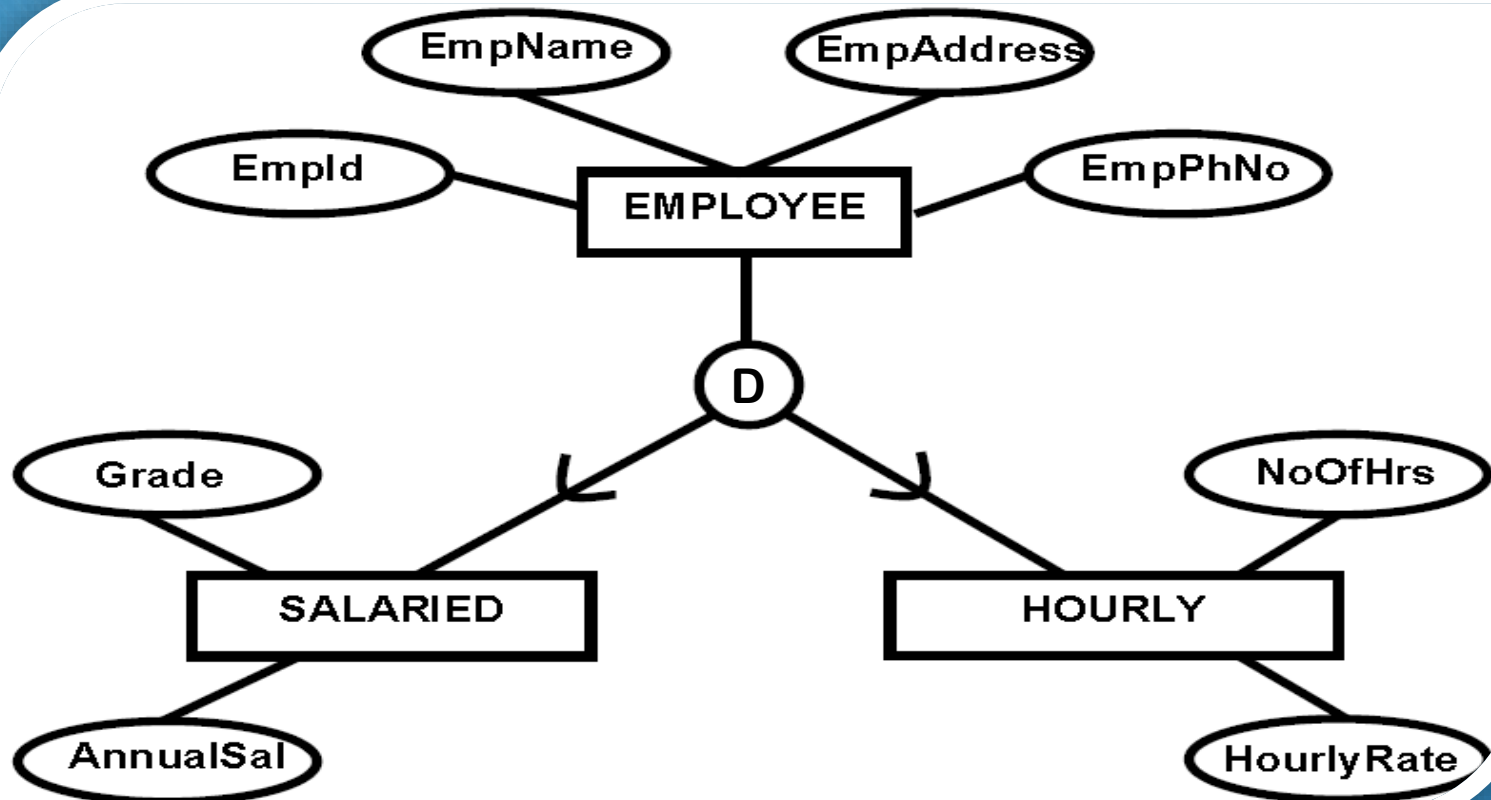 EmpName
EmpAddress
EmpId
EmpPhNo
EMPLOYEE
D
Grade
NoOfHrs
SALARIED
HOURLY
AnnualSal
HourlyRate